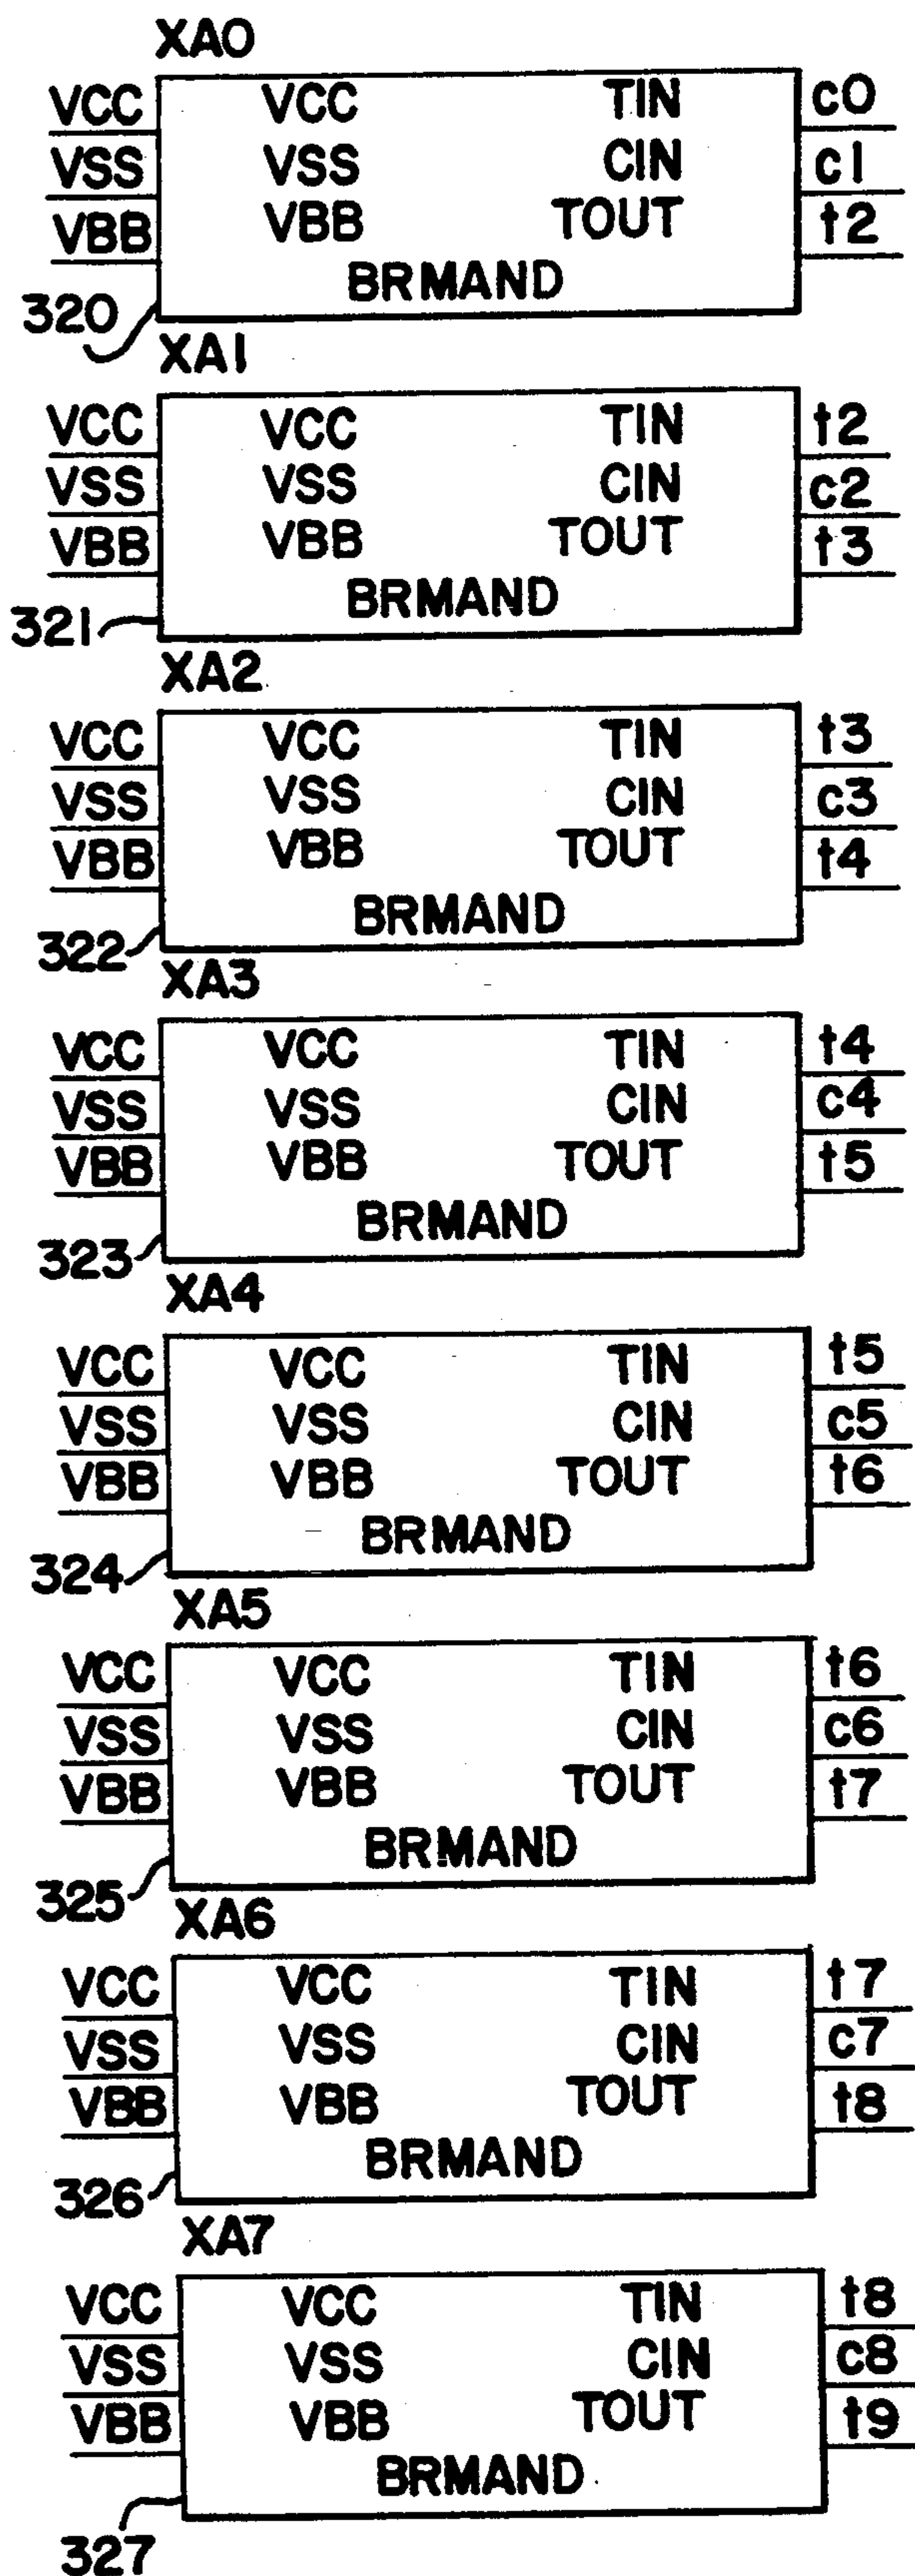 XA0
VCC VCC TIN c0
VSS VSS CIN c1
VBB VBB TOUT t2
BRMAND
320
XA1
VCC VCC TIN t2
VSS VSS CIN c2
VBB VBB TOUT t3
BRMAND
321
XA2
VCC VCC TIN t3
VSS VSS CIN c3
VBB VBB TOUT t4
BRMAND
322
XA3
VCC VCC TIN t4
VSS VSS CIN c4
VBB VBB TOUT t5
BRMAND
323
XA4
VCC VCC TIN t5
VSS VSS CIN c5
VBB VBB TOUT t6
BRMAND
324
XA5
VCC VCC TIN t6
VSS VSS CIN c6
VBB VBB TOUT t7
BRMAND
325
XA6
VCC VCC TIN t7
VSS VSS CIN c7
VBB VBB TOUT t8
BRMAND
326
XA7
VCC VCC TIN t8
VSS VSS CIN c8
VBB VBB TOUT t9
BRMAND
327